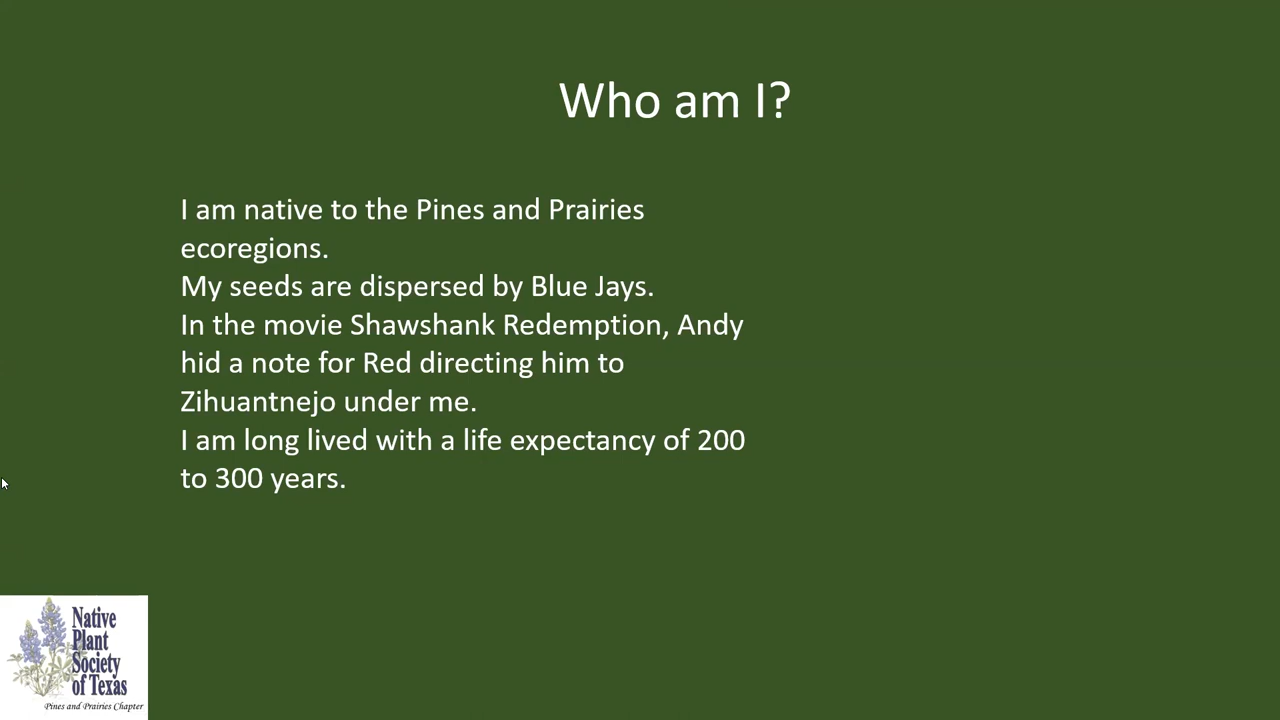 Who am I?
I am native to the Pines and Prairies
ecoregions.
My seeds are dispersed by Blue Jays.
In the movie Shawshank Redemption, Andy
hid a note for Red directing him to
Zihuantnejo under me.
I am long lived with a life expectancy of 200
to 300 years.
Native
Plant
Society
of Texas
Pines and Prairies Chapter